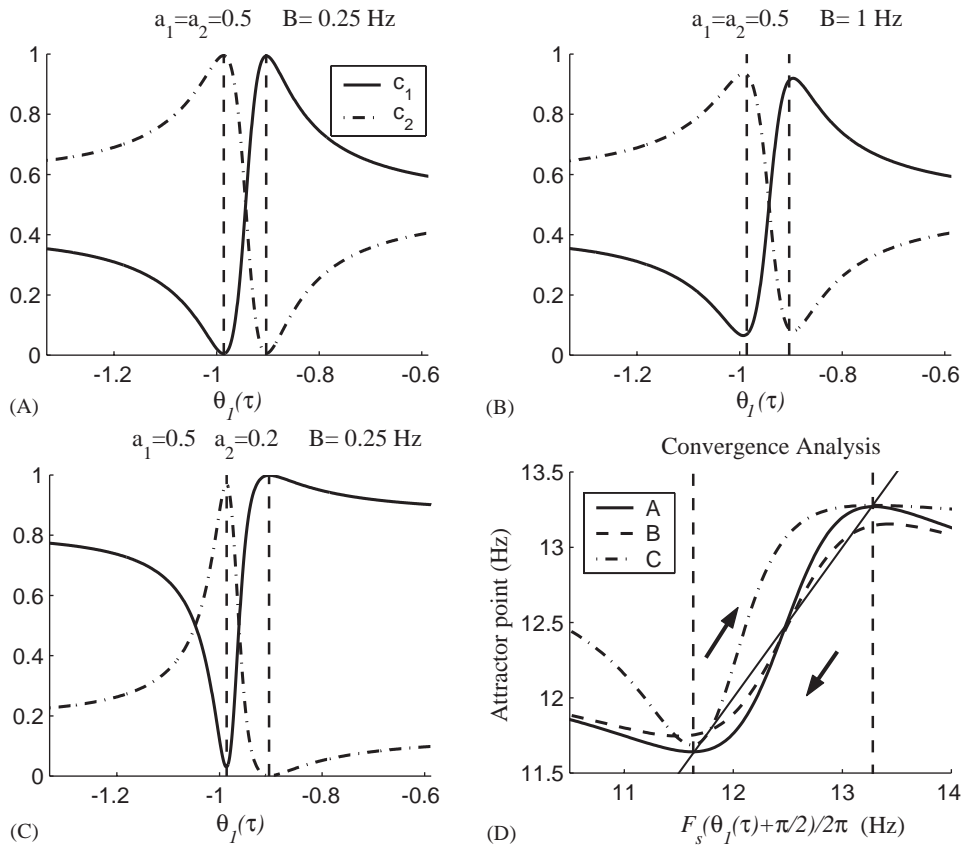 a₁=a₂=0.5 B= 0.25 Hz
1
0.8
0.6
0.4
0.2
0
c₁
c₂
-1.2 -1 -0.8 -0.6
(A)
θ₁(τ)
a₁=a₂=0.5 B= 1 Hz
1
0.8
0.6
0.4
0.2
0
-1.2 -1 -0.8 -0.6
(B)
θ₁(τ)
a₁=0.5 a₂=0.2 B= 0.25 Hz
1
0.8
0.6
0.4
0.2
0
-1.2 -1 -0.8 -0.6
(C)
θ₁(τ)
Convergence Analysis
Attractor point (Hz)
13.5
13
12.5
12
11.5
A
B
C
11 12 13 14
(D)
Fₛ(θ₁(τ)+π/2)/2π (Hz)